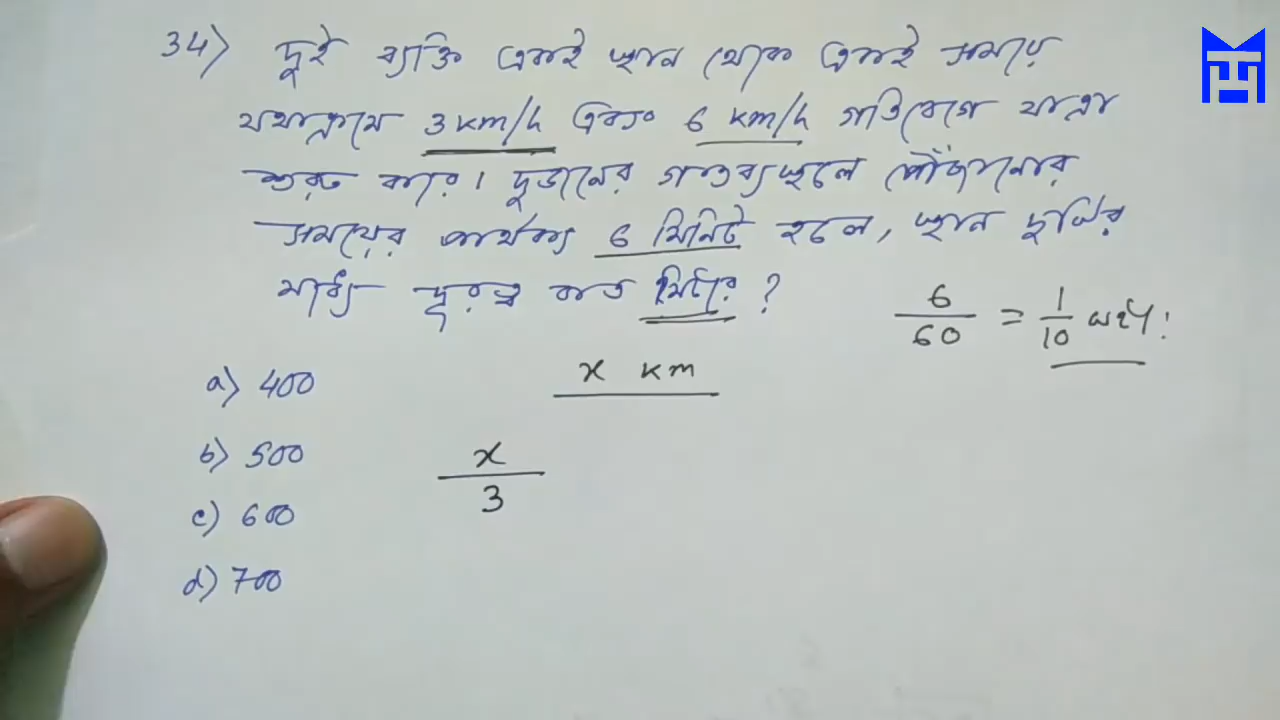 34) দুই ব্যক্তি একই স্থান থেকে একই সময়ে
যথাক্রমে 3 km/h এবং 6 km/h গতিবেগে যাত্রা
শুরু করে। দুজনের গন্তব্যস্থলে পৌঁছানোর
সময়ের পার্থক্য 6 মিনিট হলে, স্থান দুটির
মধ্যে দূরত্ব কত মিটার ?
6/60 = 1/10 ঘণ্টা
a) 400
x km
b) 500
x/3
c) 600
d) 700